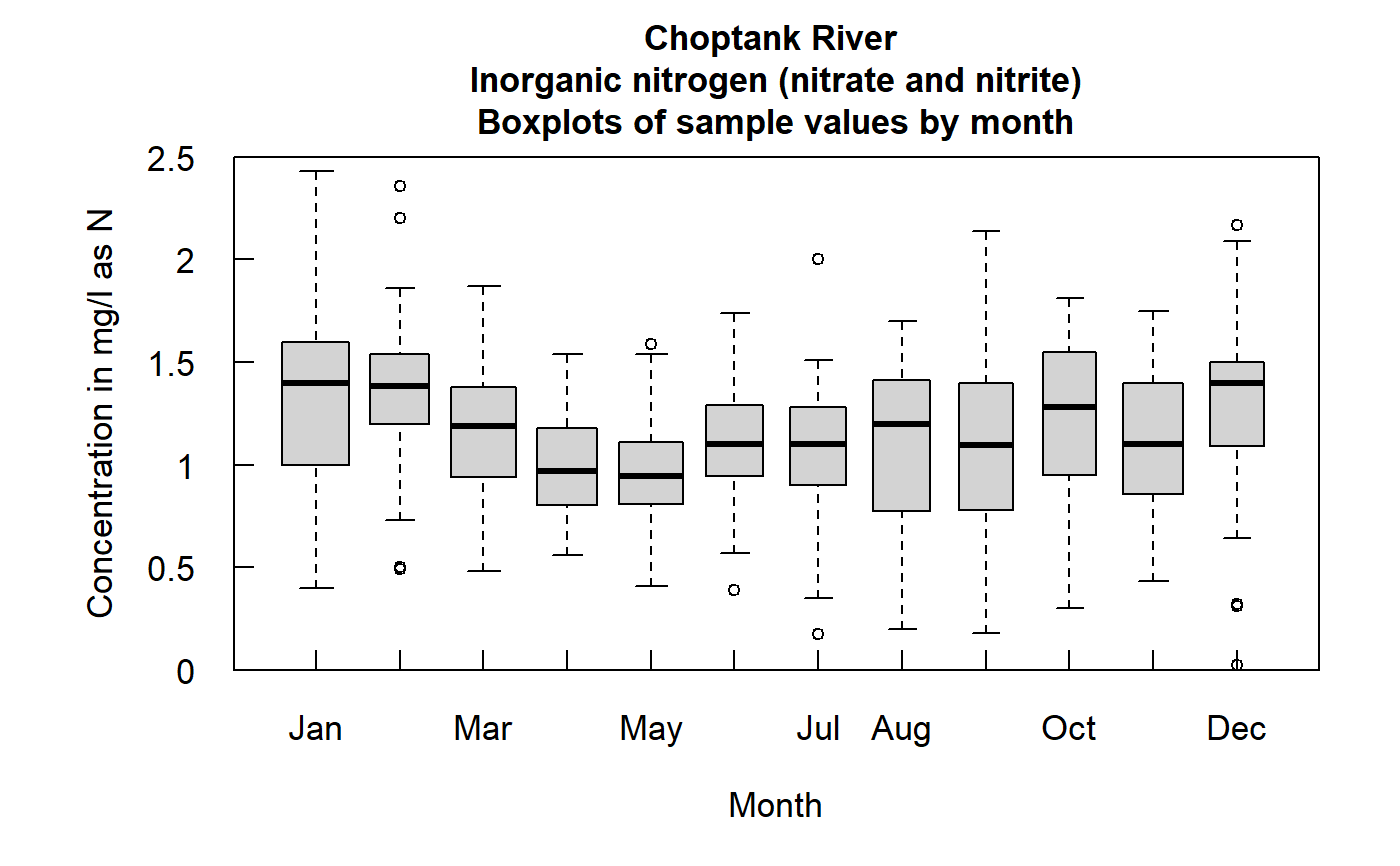 Choptank River
Inorganic nitrogen (nitrate and nitrite)
Boxplots of sample values by month
Concentration in mg/l as N
2.5
2
1.5
1
0.5
0
Jan Mar May Jul Aug Oct Dec
Month